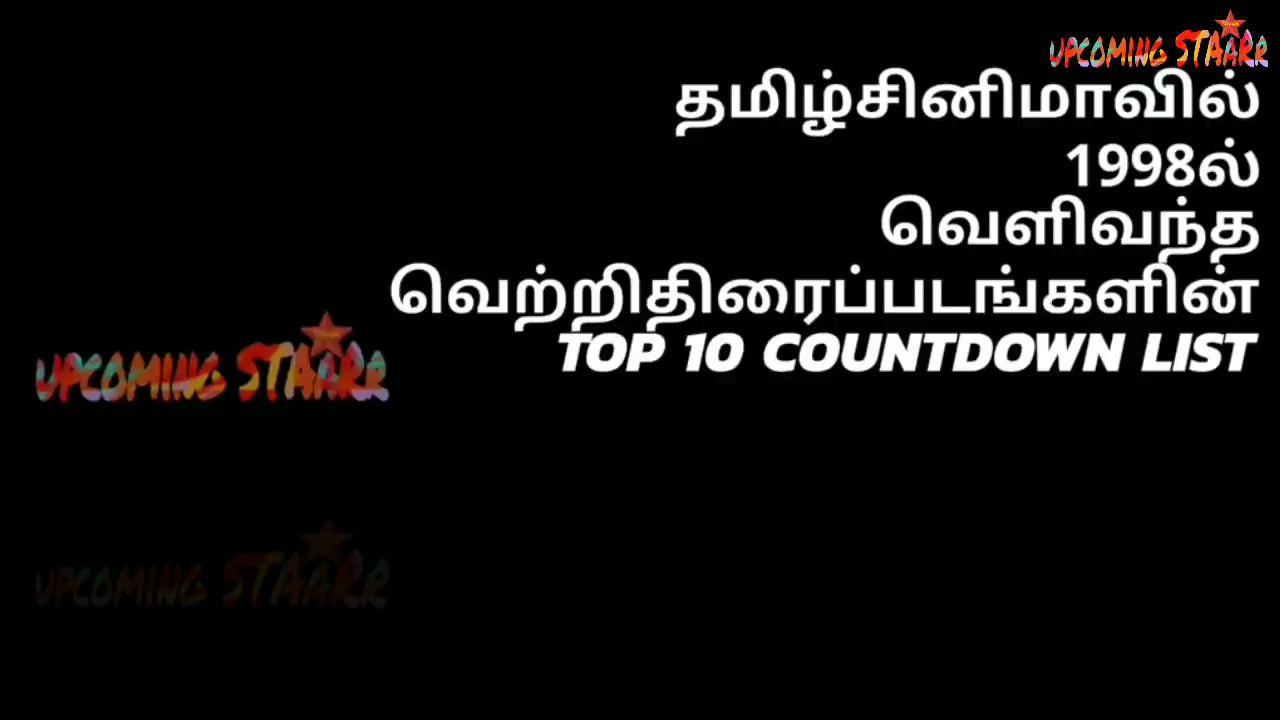 UPCOMING STAARR
தமிழ்சினிமாவில்
1998ல்
வெளிவந்த
வெற்றிதிரைப்படங்களின்
TOP 10 COUNTDOWN LIST
UPCOMING STAARR
UPCOMING STAARR